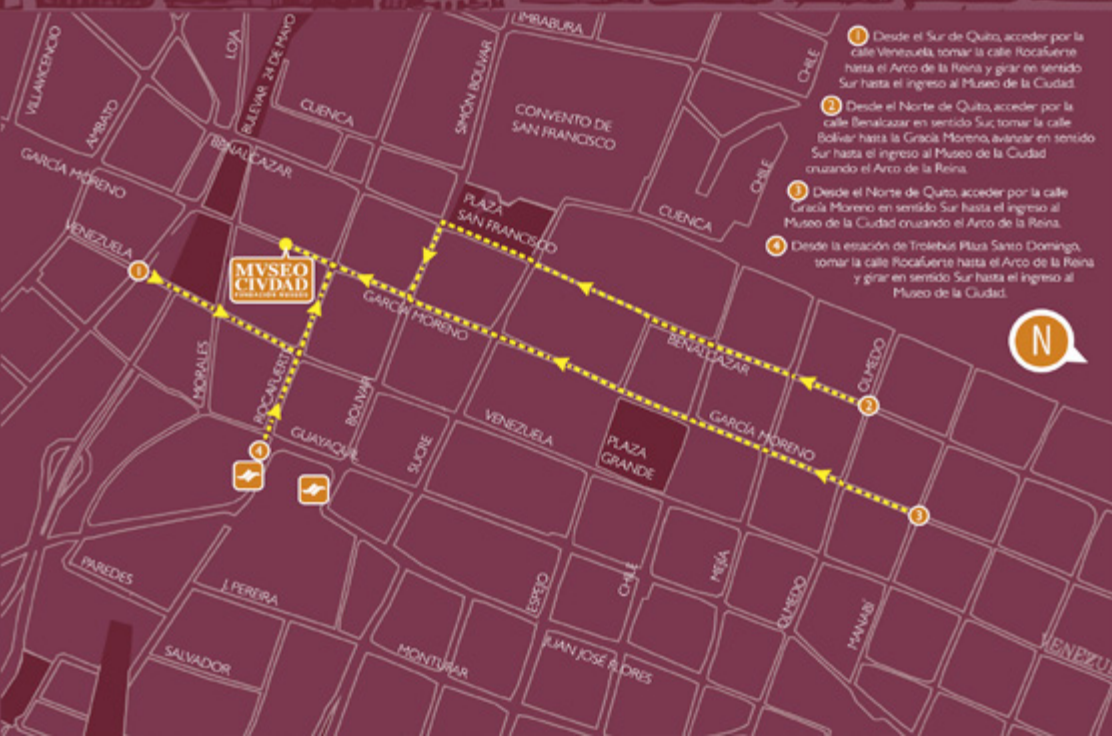 IMBABURA
VILLAVICENCIO
LOJA
BULEVAR 24 DE MAYO
AMBATO
CUENCA
SIMÓN BOLIVAR
CONVENTO DE
SAN FRANCISCO
CHILE
CHILE
BENALCAZAR
GARCÍA MORENO
VENEZUELA
PLAZA
SAN FRANCISCO
CUENCA
1
MVSEO
CIVDAD
FUNDACIÓN MUSEOS
GARCÍA MORENO
BENALCAZAR
OLMEDO
2
MORALES
ROCAFUERTE
BOLIVAR
GUAYAQUIL
SUCRE
VENEZUELA
PLAZA
GRANDE
GARCÍA MORENO
4
3
PAREDES
J. PEREIRA
SALVADOR
MONTUFAR
ESPEJO
CHILE
MEJÍA
OLMEDO
MANABÍ
JUAN JOSÉ FLORES
VENEZU
1 Desde el Sur de Quito, acceder por la
calle Venezuela, tomar la calle Rocafuerte
hasta el Arco de la Reina y girar en sentido
Sur hasta el ingreso al Museo de la Ciudad.
2 Desde el Norte de Quito, acceder por la
calle Benalcazar en sentido Sur, tomar la calle
Bolívar hasta la Gracía Moreno, avanzar en sentido
Sur hasta el ingreso al Museo de la Ciudad
cruzando el Arco de la Reina.
3 Desde el Norte de Quito, acceder por la calle
Gracía Moreno en sentido Sur hasta el ingreso al
Museo de la Ciudad cruzando el Arco de la Reina.
4 Desde la estación de Trolebús Plaza Santo Domingo,
tomar la calle Rocafuerte hasta el Arco de la Reina
y girar en sentido Sur hasta el ingreso al
Museo de la Ciudad.
N